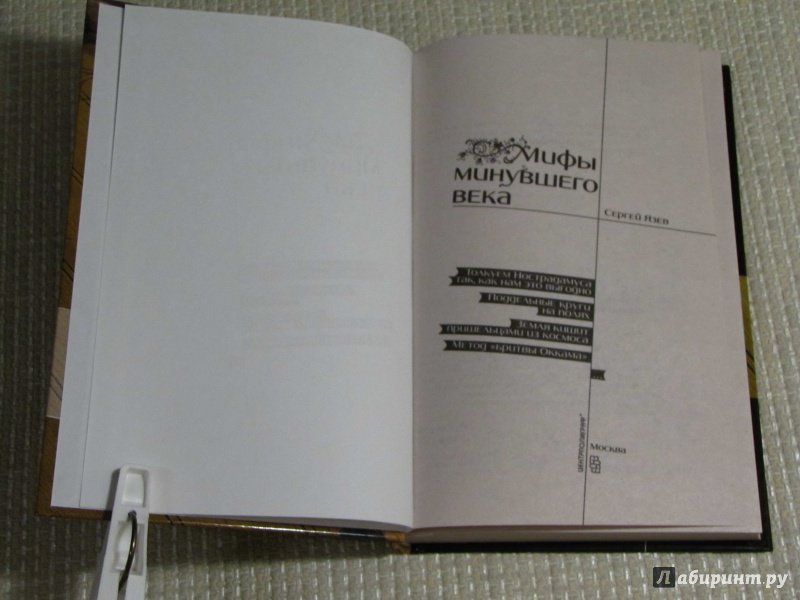 Мифы
минувшего
века
Сергей Язев
Толкуем Нострадамуса
так, как нам это выгодно
Поддельные круги
на полях
Земля кишит
пришельцами из космоса
Метод «бритвы Оккама»
...
ЦЕНТРПОЛИГРАФ®
Москва
Лабиринт.ру